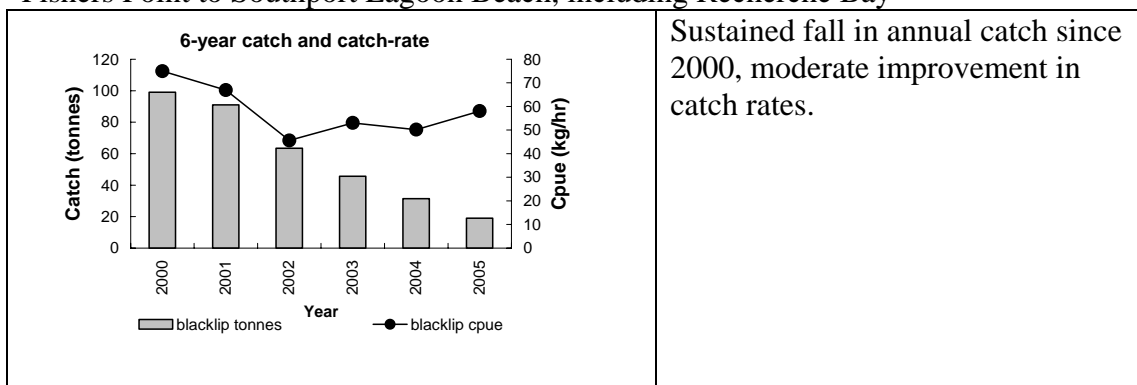 Fishers Point to Southport Lagoon Beach, including Recherche Bay
6-year catch and catch-rate
Sustained fall in annual catch since
2000, moderate improvement in
catch rates.
Catch (tonnes)
120
100
80
60
40
20
0
80
70
60
50
40
30
20
10
0
Cpue (kg/hr)
2000
2001
2002
2003
2004
2005
Year
blacklip tonnes
blacklip cpue